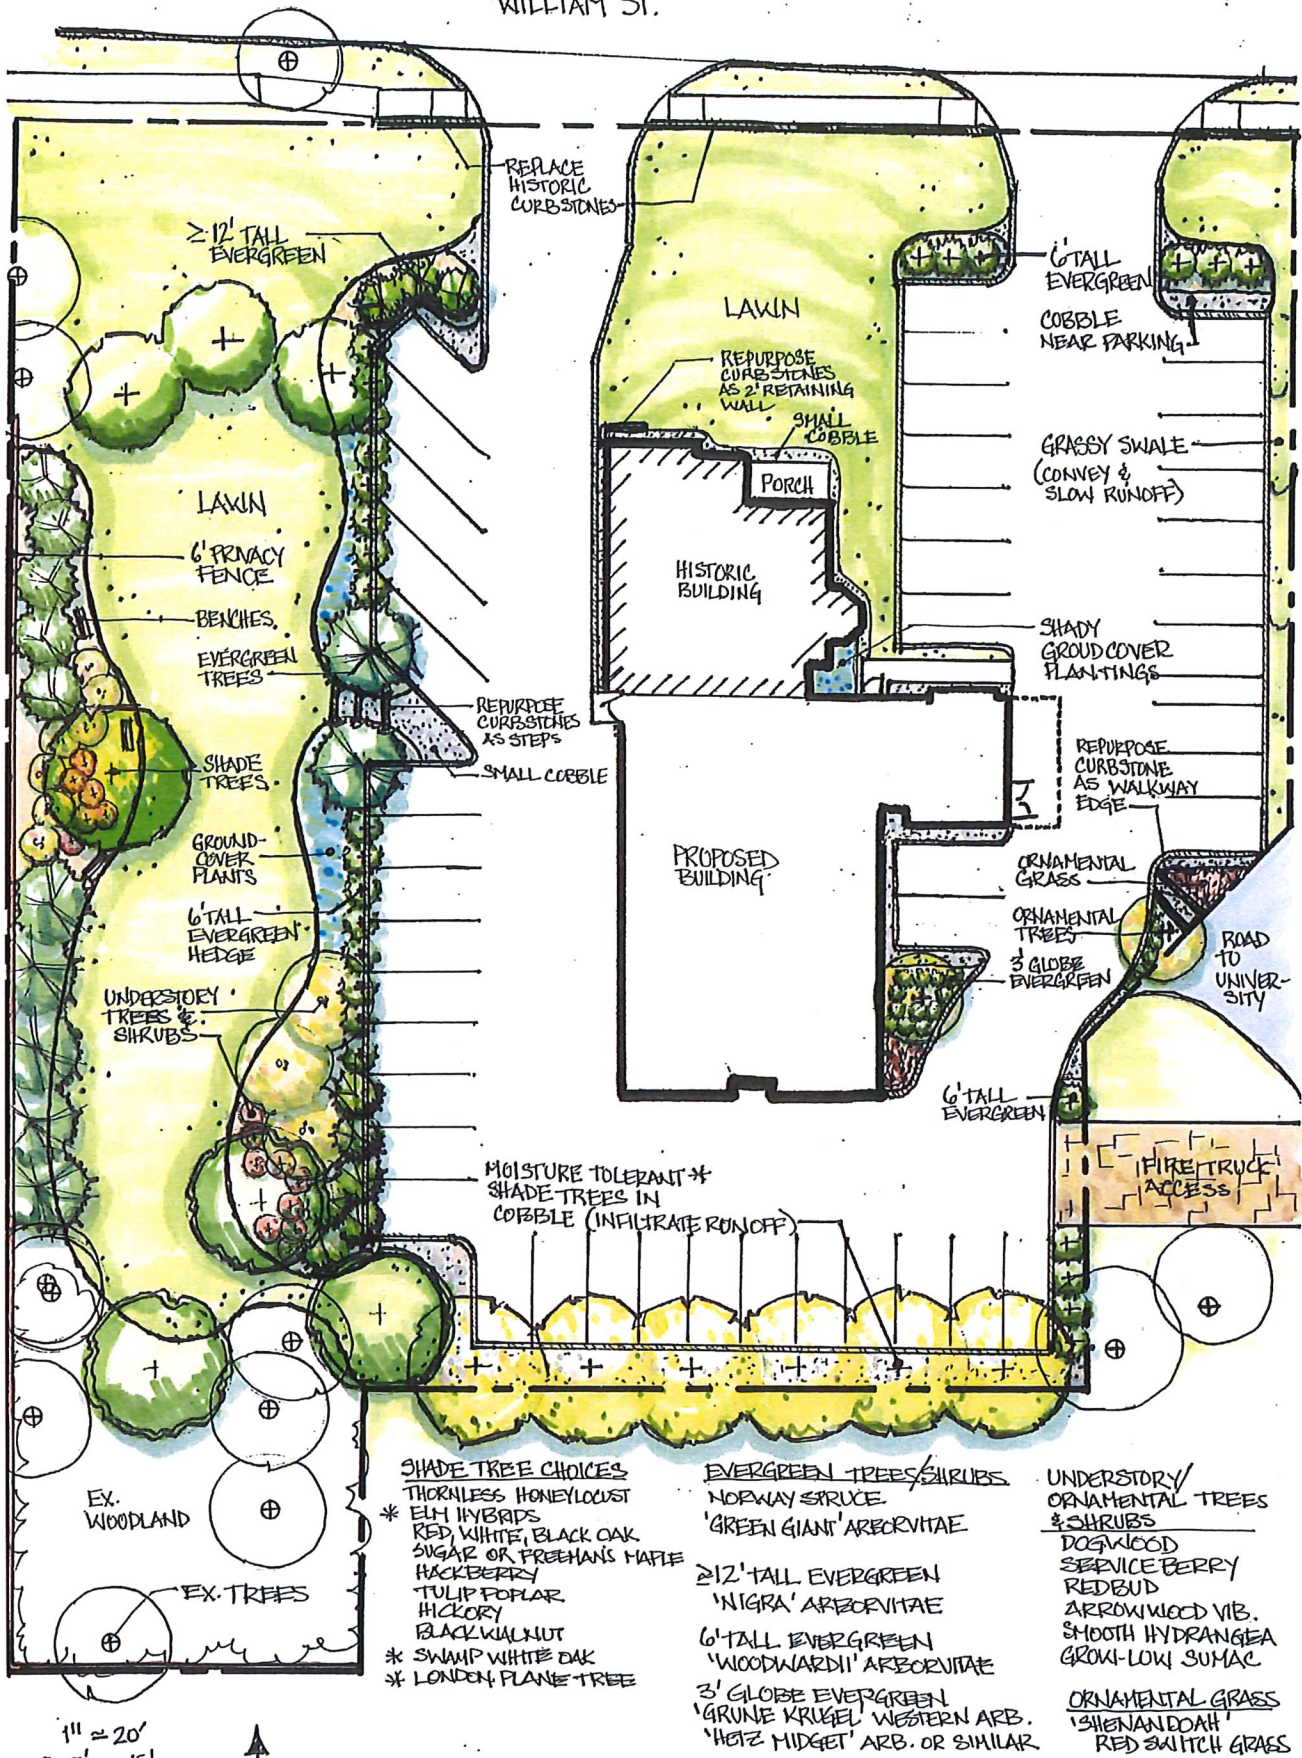 WILLIAM ST.
REPLACE
HISTORIC
CURBSTONES
≥12' TALL
EVERGREEN
6' TALL
EVERGREEN
COBBLE
NEAR PARKING
LAWN
REPURPOSE
CURBSTONES
AS 2' RETAINING
WALL
SMALL
COBBLE
PORCH
GRASSY SWALE
(CONVEY &
SLOW RUNOFF)
LAWN
6' PRIVACY
FENCE
BENCHES
EVERGREEN
TREES
HISTORIC
BUILDING
SHADY
GROUDCOVER
PLANTINGS
REPURPOSE
CURBSTONES
AS STEPS
SMALL COBBLE
SHADE
TREES
REPURPOSE
CURBSTONE
AS WALKWAY
EDGE
GROUND-
COVER
PLANTS
PROPOSED
BUILDING
ORNAMENTAL
GRASS
ORNAMENTAL
TREES
3' GLOBE
EVERGREEN
ROAD
TO
UNIVER-
SITY
6' TALL
EVERGREEN
HEDGE
UNDERSTORY
TREES &
SHRUBS
6' TALL
EVERGREEN
MOISTURE TOLERANT *
SHADE TREES IN
COBBLE (INFILTRATE RUNOFF)
FIRE TRUCK
ACCESS
EX.
WOODLAND
EX. TREES
SHADE TREE CHOICES
THORNLESS HONEYLOCUST
* ELM HYBRIDS
RED, WHITE, BLACK OAK
SUGAR OR FREEMAN'S MAPLE
HACKBERRY
TULIP POPLAR
HICKORY
BLACK WALNUT
* SWAMP WHITE OAK
* LONDON PLANE TREE
EVERGREEN TREES/SHRUBS
NORWAY SPRUCE
'GREEN GIANT' ARBORVITAE
≥12' TALL EVERGREEN
'NIGRA' ARBORVITAE
6' TALL EVERGREEN
'WOODWARDII' ARBORVITAE
3' GLOBE EVERGREEN
'GRUNE KRUGEL' WESTERN ARB.
'HETZ MIDGET' ARB. OR SIMILAR
UNDERSTORY/
ORNAMENTAL TREES
& SHRUBS
DOGWOOD
SERVICEBERRY
REDBUD
ARROWWOOD VIB.
SMOOTH HYDRANGEA
GROW-LOW SUMAC
ORNAMENTAL GRASS
'SHENANDOAH'
RED SWITCH GRASS
1" ≈ 20'